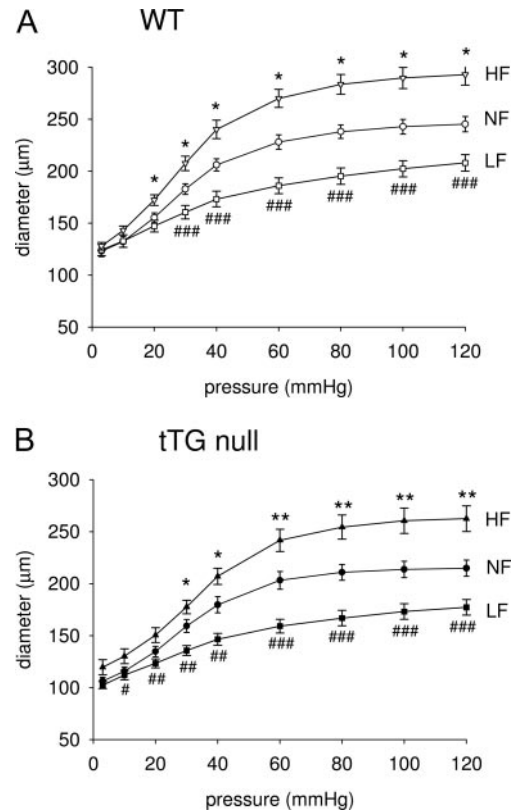 A WT
300
250
200
150
100
50
diameter (µm)
* * * * * * * *
HF
NF
LF
### ### ### ### ### ###
0 20 40 60 80 100 120
pressure (mmHg)
B tTG null
300
250
200
150
100
50
diameter (µm)
* * ** ** ** **
HF
NF
LF
# ## ## ## ### ### ### ###
0 20 40 60 80 100 120
pressure (mmHg)